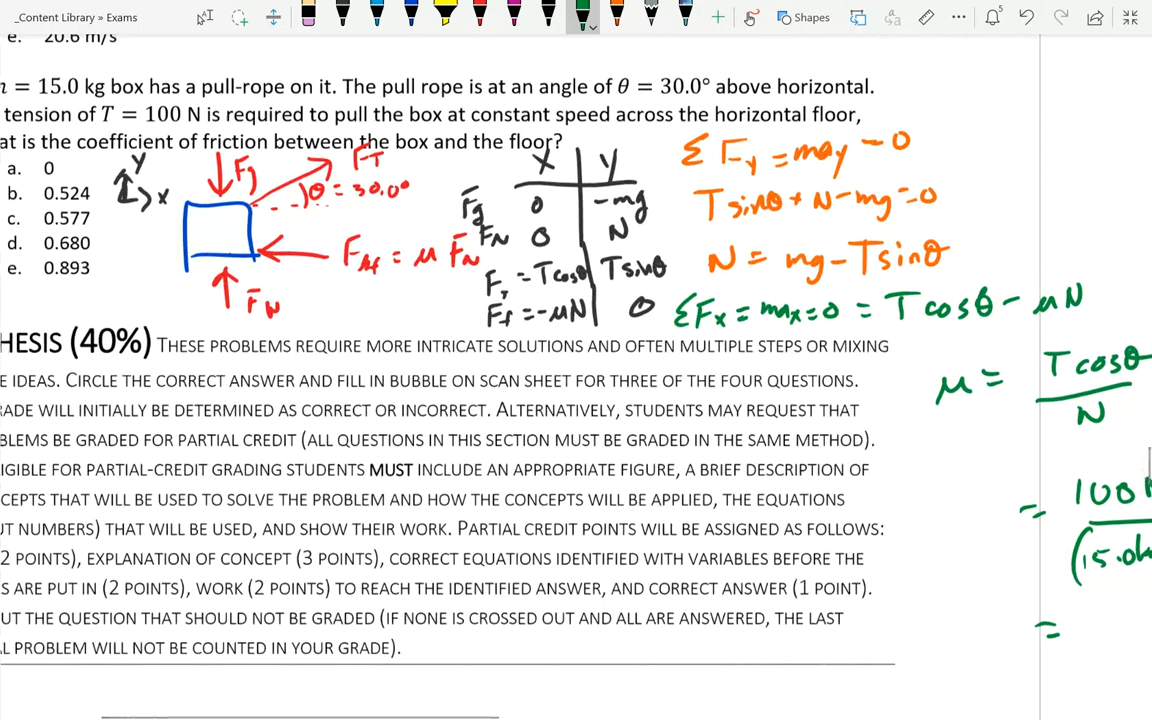 _Content Library » Exams
Shapes
5
e. 20.6 m/s
= 15.0 kg box has a pull-rope on it. The pull rope is at an angle of θ = 30.0° above horizontal.
tension of T = 100 N is required to pull the box at constant speed across the horizontal floor,
at is the coefficient of friction between the box and the floor?
a. 0
b. 0.524
c. 0.577
d. 0.680
e. 0.893
y
x
Fg
FT
θ = 30.0°
Fμf = μ FN
FN
x y
Fg 0 -mg
FN 0 N
FT = Tcosθ Tsinθ
Ff = -μN 0
Σ Fy = may = 0
T sinθ + N - mg = 0
N = mg - Tsinθ
ΣFx = max = 0 = T cosθ - μN
μ = T cosθ
N
= 100
(15.0k
=
HESIS (40%) THESE PROBLEMS REQUIRE MORE INTRICATE SOLUTIONS AND OFTEN MULTIPLE STEPS OR MIXING
E IDEAS. CIRCLE THE CORRECT ANSWER AND FILL IN BUBBLE ON SCAN SHEET FOR THREE OF THE FOUR QUESTIONS.
RADE WILL INITIALLY BE DETERMINED AS CORRECT OR INCORRECT. ALTERNATIVELY, STUDENTS MAY REQUEST THAT
BLEMS BE GRADED FOR PARTIAL CREDIT (ALL QUESTIONS IN THIS SECTION MUST BE GRADED IN THE SAME METHOD).
IGIBLE FOR PARTIAL-CREDIT GRADING STUDENTS MUST INCLUDE AN APPROPRIATE FIGURE, A BRIEF DESCRIPTION OF
CEPTS THAT WILL BE USED TO SOLVE THE PROBLEM AND HOW THE CONCEPTS WILL BE APPLIED, THE EQUATIONS
UT NUMBERS) THAT WILL BE USED, AND SHOW THEIR WORK. PARTIAL CREDIT POINTS WILL BE ASSIGNED AS FOLLOWS:
2 POINTS), EXPLANATION OF CONCEPT (3 POINTS), CORRECT EQUATIONS IDENTIFIED WITH VARIABLES BEFORE THE
S ARE PUT IN (2 POINTS), WORK (2 POINTS) TO REACH THE IDENTIFIED ANSWER, AND CORRECT ANSWER (1 POINT).
UT THE QUESTION THAT SHOULD NOT BE GRADED (IF NONE IS CROSSED OUT AND ALL ARE ANSWERED, THE LAST
L PROBLEM WILL NOT BE COUNTED IN YOUR GRADE).